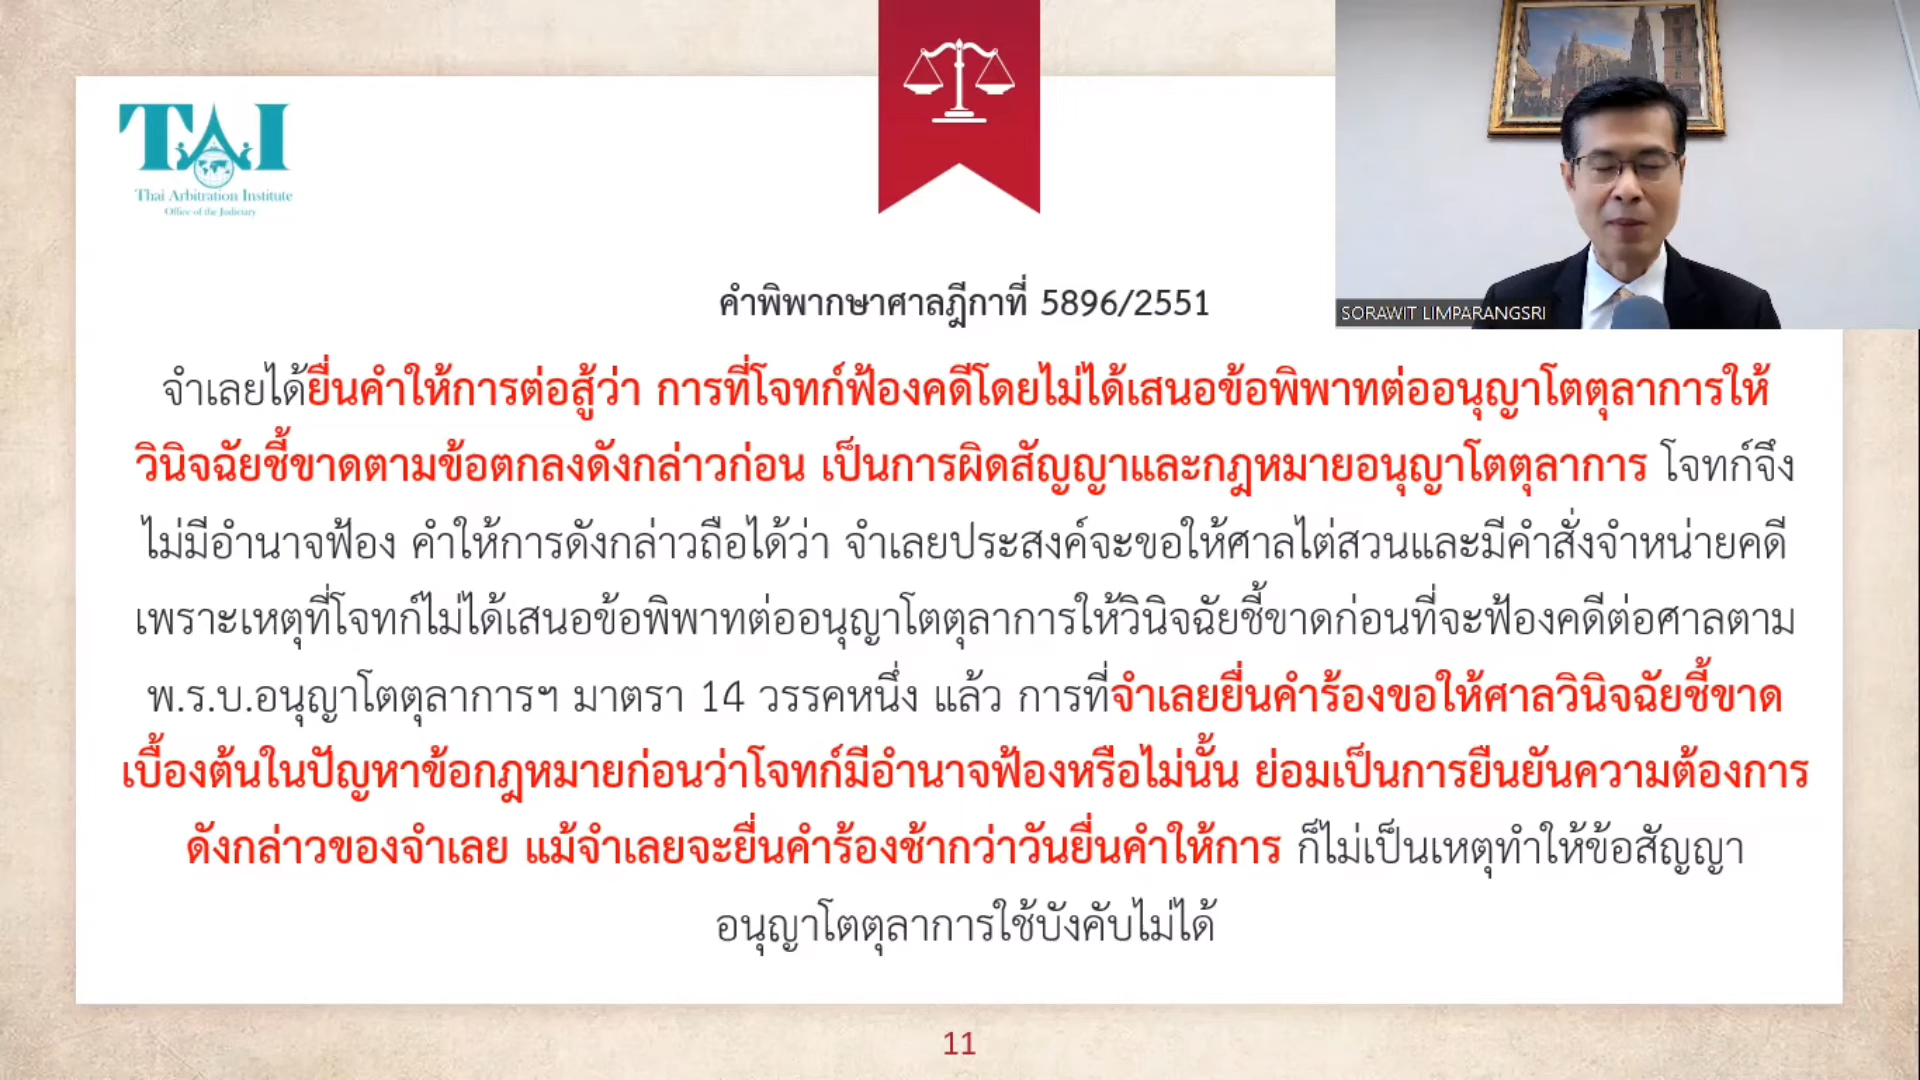 TAI
Thai Arbitration Institute
Office of the Judiciary
SORAWIT LIMPARANGSRI
คำพิพากษาศาลฎีกาที่ 5896/2551
จำเลยได้ยื่นคำให้การต่อสู้ว่า การที่โจทก์ฟ้องคดีโดยไม่ได้เสนอข้อพิพาทต่ออนุญาโตตุลาการให้
วินิจฉัยชี้ขาดตามข้อตกลงดังกล่าวก่อน เป็นการผิดสัญญาและกฎหมายอนุญาโตตุลาการ โจทก์จึง
ไม่มีอำนาจฟ้อง คำให้การดังกล่าวถือได้ว่า จำเลยประสงค์จะขอให้ศาลไต่สวนและมีคำสั่งจำหน่ายคดี
เพราะเหตุที่โจทก์ไม่ได้เสนอข้อพิพาทต่ออนุญาโตตุลาการให้วินิจฉัยชี้ขาดก่อนที่จะฟ้องคดีต่อศาลตาม
พ.ร.บ.อนุญาโตตุลาการฯ มาตรา 14 วรรคหนึ่ง แล้ว การที่จำเลยยื่นคำร้องขอให้ศาลวินิจฉัยชี้ขาด
เบื้องต้นในปัญหาข้อกฎหมายก่อนว่าโจทก์มีอำนาจฟ้องหรือไม่นั้น ย่อมเป็นการยืนยันความต้องการ
ดังกล่าวของจำเลย แม้จำเลยจะยื่นคำร้องช้ากว่าวันยื่นคำให้การ ก็ไม่เป็นเหตุทำให้ข้อสัญญา
อนุญาโตตุลาการใช้บังคับไม่ได้
11